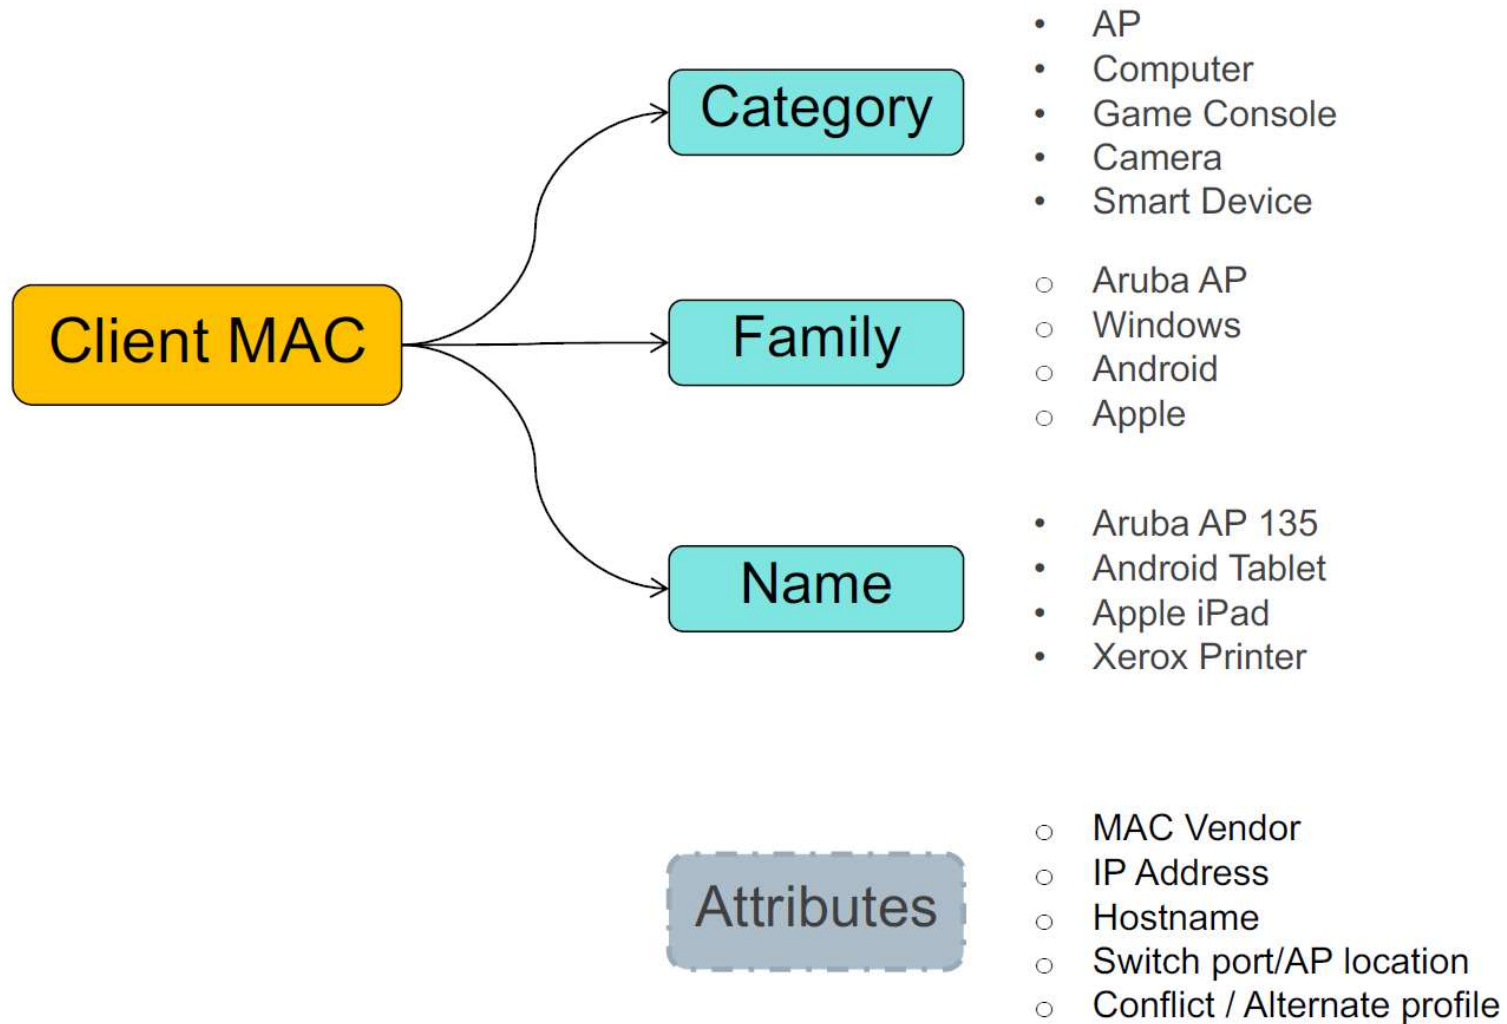 Client MAC
Category
• AP
• Computer
• Game Console
• Camera
• Smart Device
Family
○ Aruba AP
○ Windows
○ Android
○ Apple
Name
• Aruba AP 135
• Android Tablet
• Apple iPad
• Xerox Printer
Attributes
○ MAC Vendor
○ IP Address
○ Hostname
○ Switch port/AP location
○ Conflict / Alternate profile